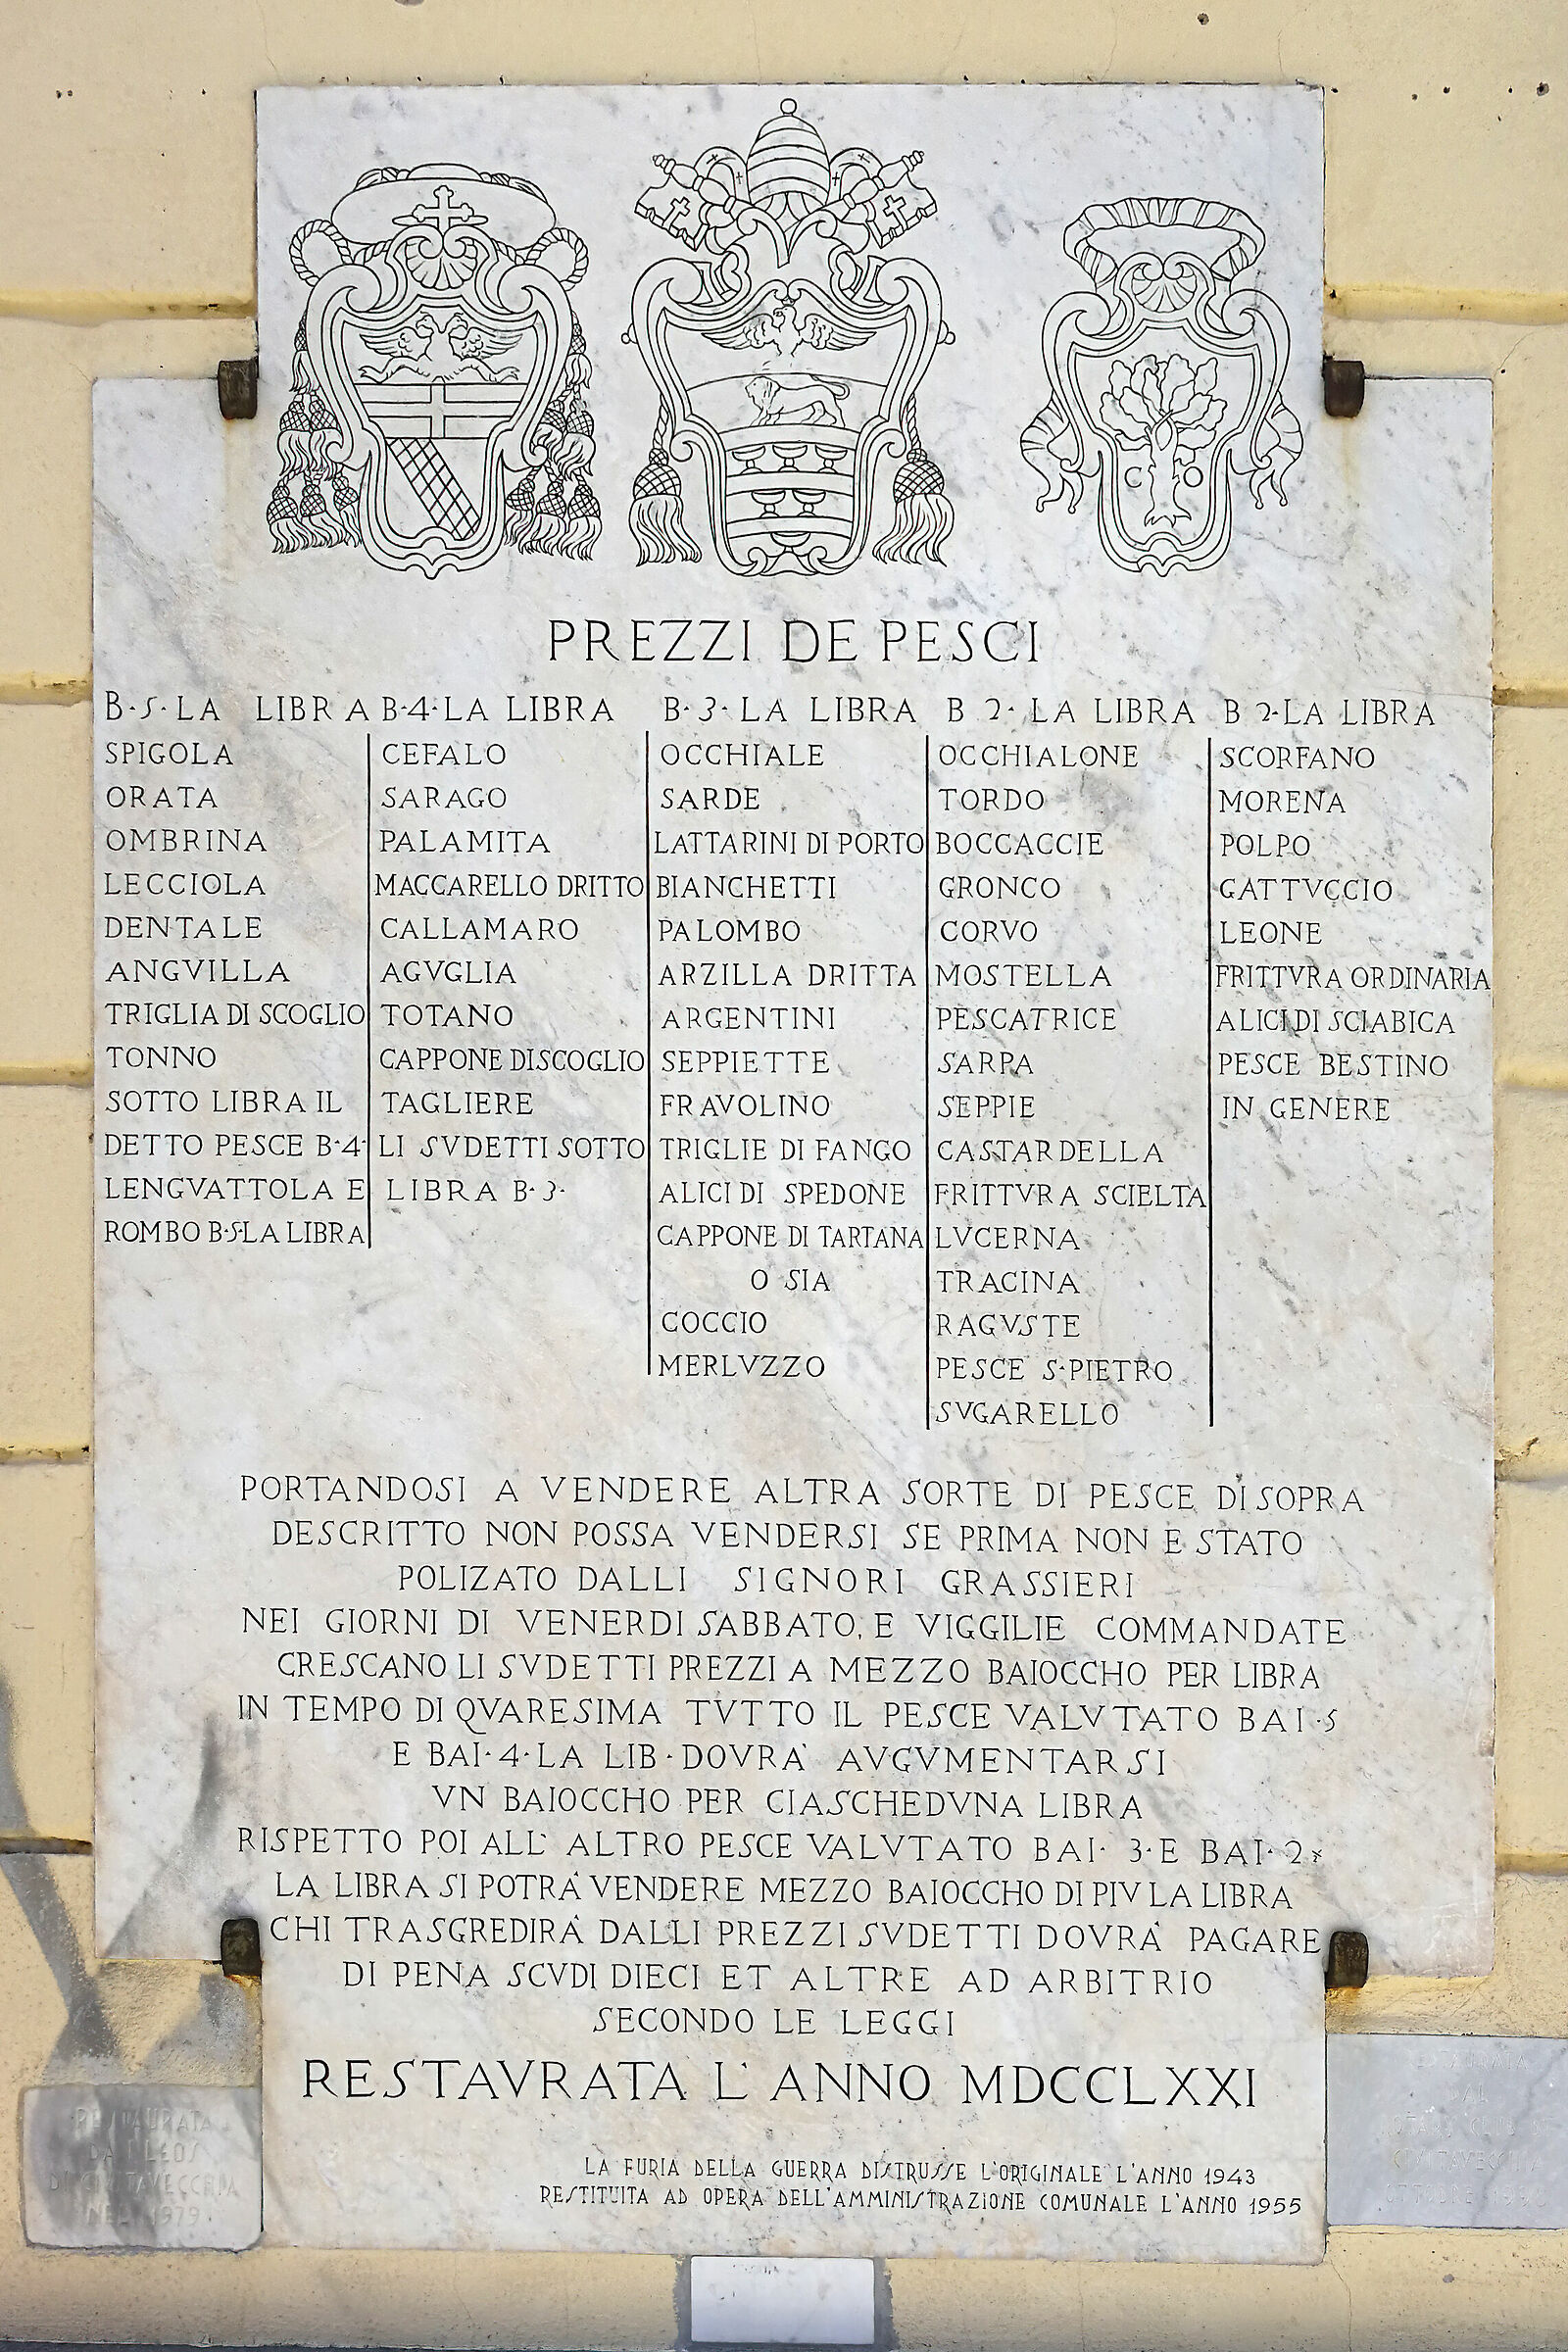 C O
PREZZI DE PESCI
B·5·LA LIBRA
SPIGOLA
ORATA
OMBRINA
LECCIOLA
DENTALE
ANGVILLA
TRIGLIA DI SCOGLIO
TONNO
SOTTO LIBRA IL
DETTO PESCE B·4·
LENGVATTOLA E
ROMBO B·5·LA LIBRA
B·4·LA LIBRA
CEFALO
SARAGO
PALAMITA
MACCARELLO DRITTO
CALLAMARO
AGVGLIA
TOTANO
CAPPONE DI SCOGLIO
TAGLIERE
LI SVDETTI SOTTO
LIBRA B·3·
B·3·LA LIBRA
OCCHIALE
SARDE
LATTARINI DI PORTO
BIANCHETTI
PALOMBO
ARZILLA DRITTA
ARGENTINI
SEPPIETTE
FRAVOLINO
TRIGLIE DI FANGO
ALICI DI SPEDONE
CAPPONE DI TARTANA
O SIA
COCCIO
MERLVZZO
B 2· LA LIBRA
OCCHIALONE
TORDO
BOCCACCIE
GRONCO
CORVO
MOSTELLA
PESCATRICE
SARPA
SEPPIE
CASTARDELLA
FRITTVRA SCIELTA
LVCERNA
TRACINA
RAGVSTE
PESCE S·PIETRO
SVGARELLO
B 2·LA LIBRA
SCORFANO
MORENA
POLPO
GATTVCCIO
LEONE
FRITTVRA ORDINARIA
ALICI DI SCIABICA
PESCE BESTINO
IN GENERE
PORTANDOSI A VENDERE ALTRA SORTE DI PESCE DI SOPRA
DESCRITTO NON POSSA VENDERSI SE PRIMA NON E STATO
POLIZATO DALLI SIGNORI GRASSIERI
NEI GIORNI DI VENERDI SABBATO, E VIGGILIE COMMANDATE
CRESCANO LI SVDETTI PREZZI A MEZZO BAIOCCHO PER LIBRA
IN TEMPO DI QVARESIMA TVTTO IL PESCE VALVTATO BAI·5
E BAI·4·LA LIB·DOVRA' AVGVMENTARSI
VN BAIOCCHO PER CIASCHEDVNA LIBRA
RISPETTO POI ALL' ALTRO PESCE VALVTATO BAI· 3·E BAI·2
LA LIBRA SI POTRA' VENDERE MEZZO BAIOCCHO DI PIV LA LIBRA
CHI TRASGREDIRA' DALLI PREZZI SVDETTI DOVRA' PAGARE
DI PENA SCVDI DIECI ET ALTRE AD ARBITRIO
SECONDO LE LEGGI
RESTAVRATA L' ANNO MDCCLXXI
LA FURIA DELLA GUERRA DISTRUSSE L'ORIGINALE L'ANNO 1943
RESTITUITA AD OPERA DELL'AMMINISTRAZIONE COMUNALE L'ANNO 1955
RESTAURATA
DAI LEOS
DI CIVITAVECCHIA
NEL 1979